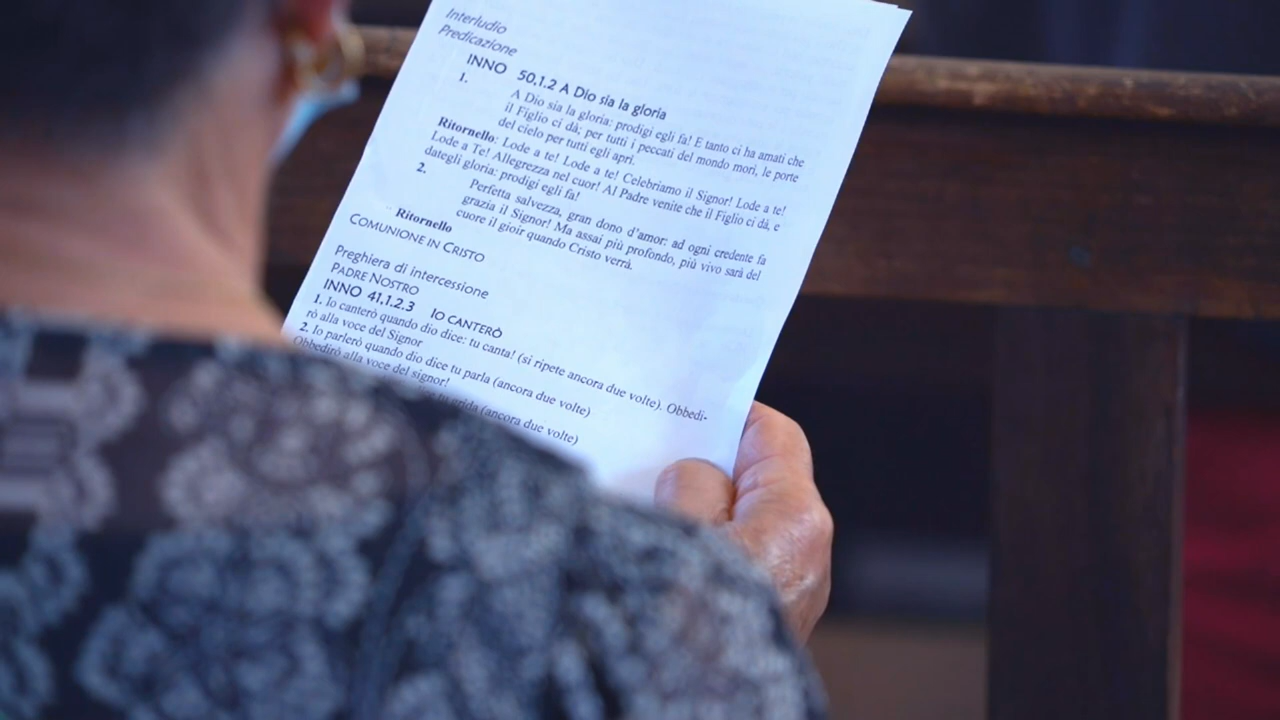 Interludio
Predicazione
INNO 50,1.2 A Dio sia la gloria
1.
A Dio sia la gloria: prodigi egli fa! E tanto ci ha amati che
il Figlio ci dà; per tutti i peccati del mondo morì, le porte
del cielo per tutti egli aprì.
Ritornello: Lode a te! Lode a te! Celebriamo il Signor! Lode a te!
Lode a Te! Allegrezza nel cuor! Al Padre venite che il Figlio ci dà, e
dategli gloria: prodigi egli fa!
2.
Perfetta salvezza, gran dono d'amor: ad ogni credente fa
grazia il Signor! Ma assai più profondo, più vivo sarà del
cuore il gioir quando Cristo verrà.
Ritornello
COMUNIONE IN CRISTO
Preghiera di intercessione
PADRE NOSTRO
INNO 41,1.2.3 IO CANTERÒ
1. Io canterò quando dio dice: tu canta! (si ripete ancora due volte). Obbedi-
rò alla voce del Signor
2. Io parlerò quando dio dice tu parla (ancora due volte)
Obbedirò alla voce del signor!
tu grida (ancora due volte)